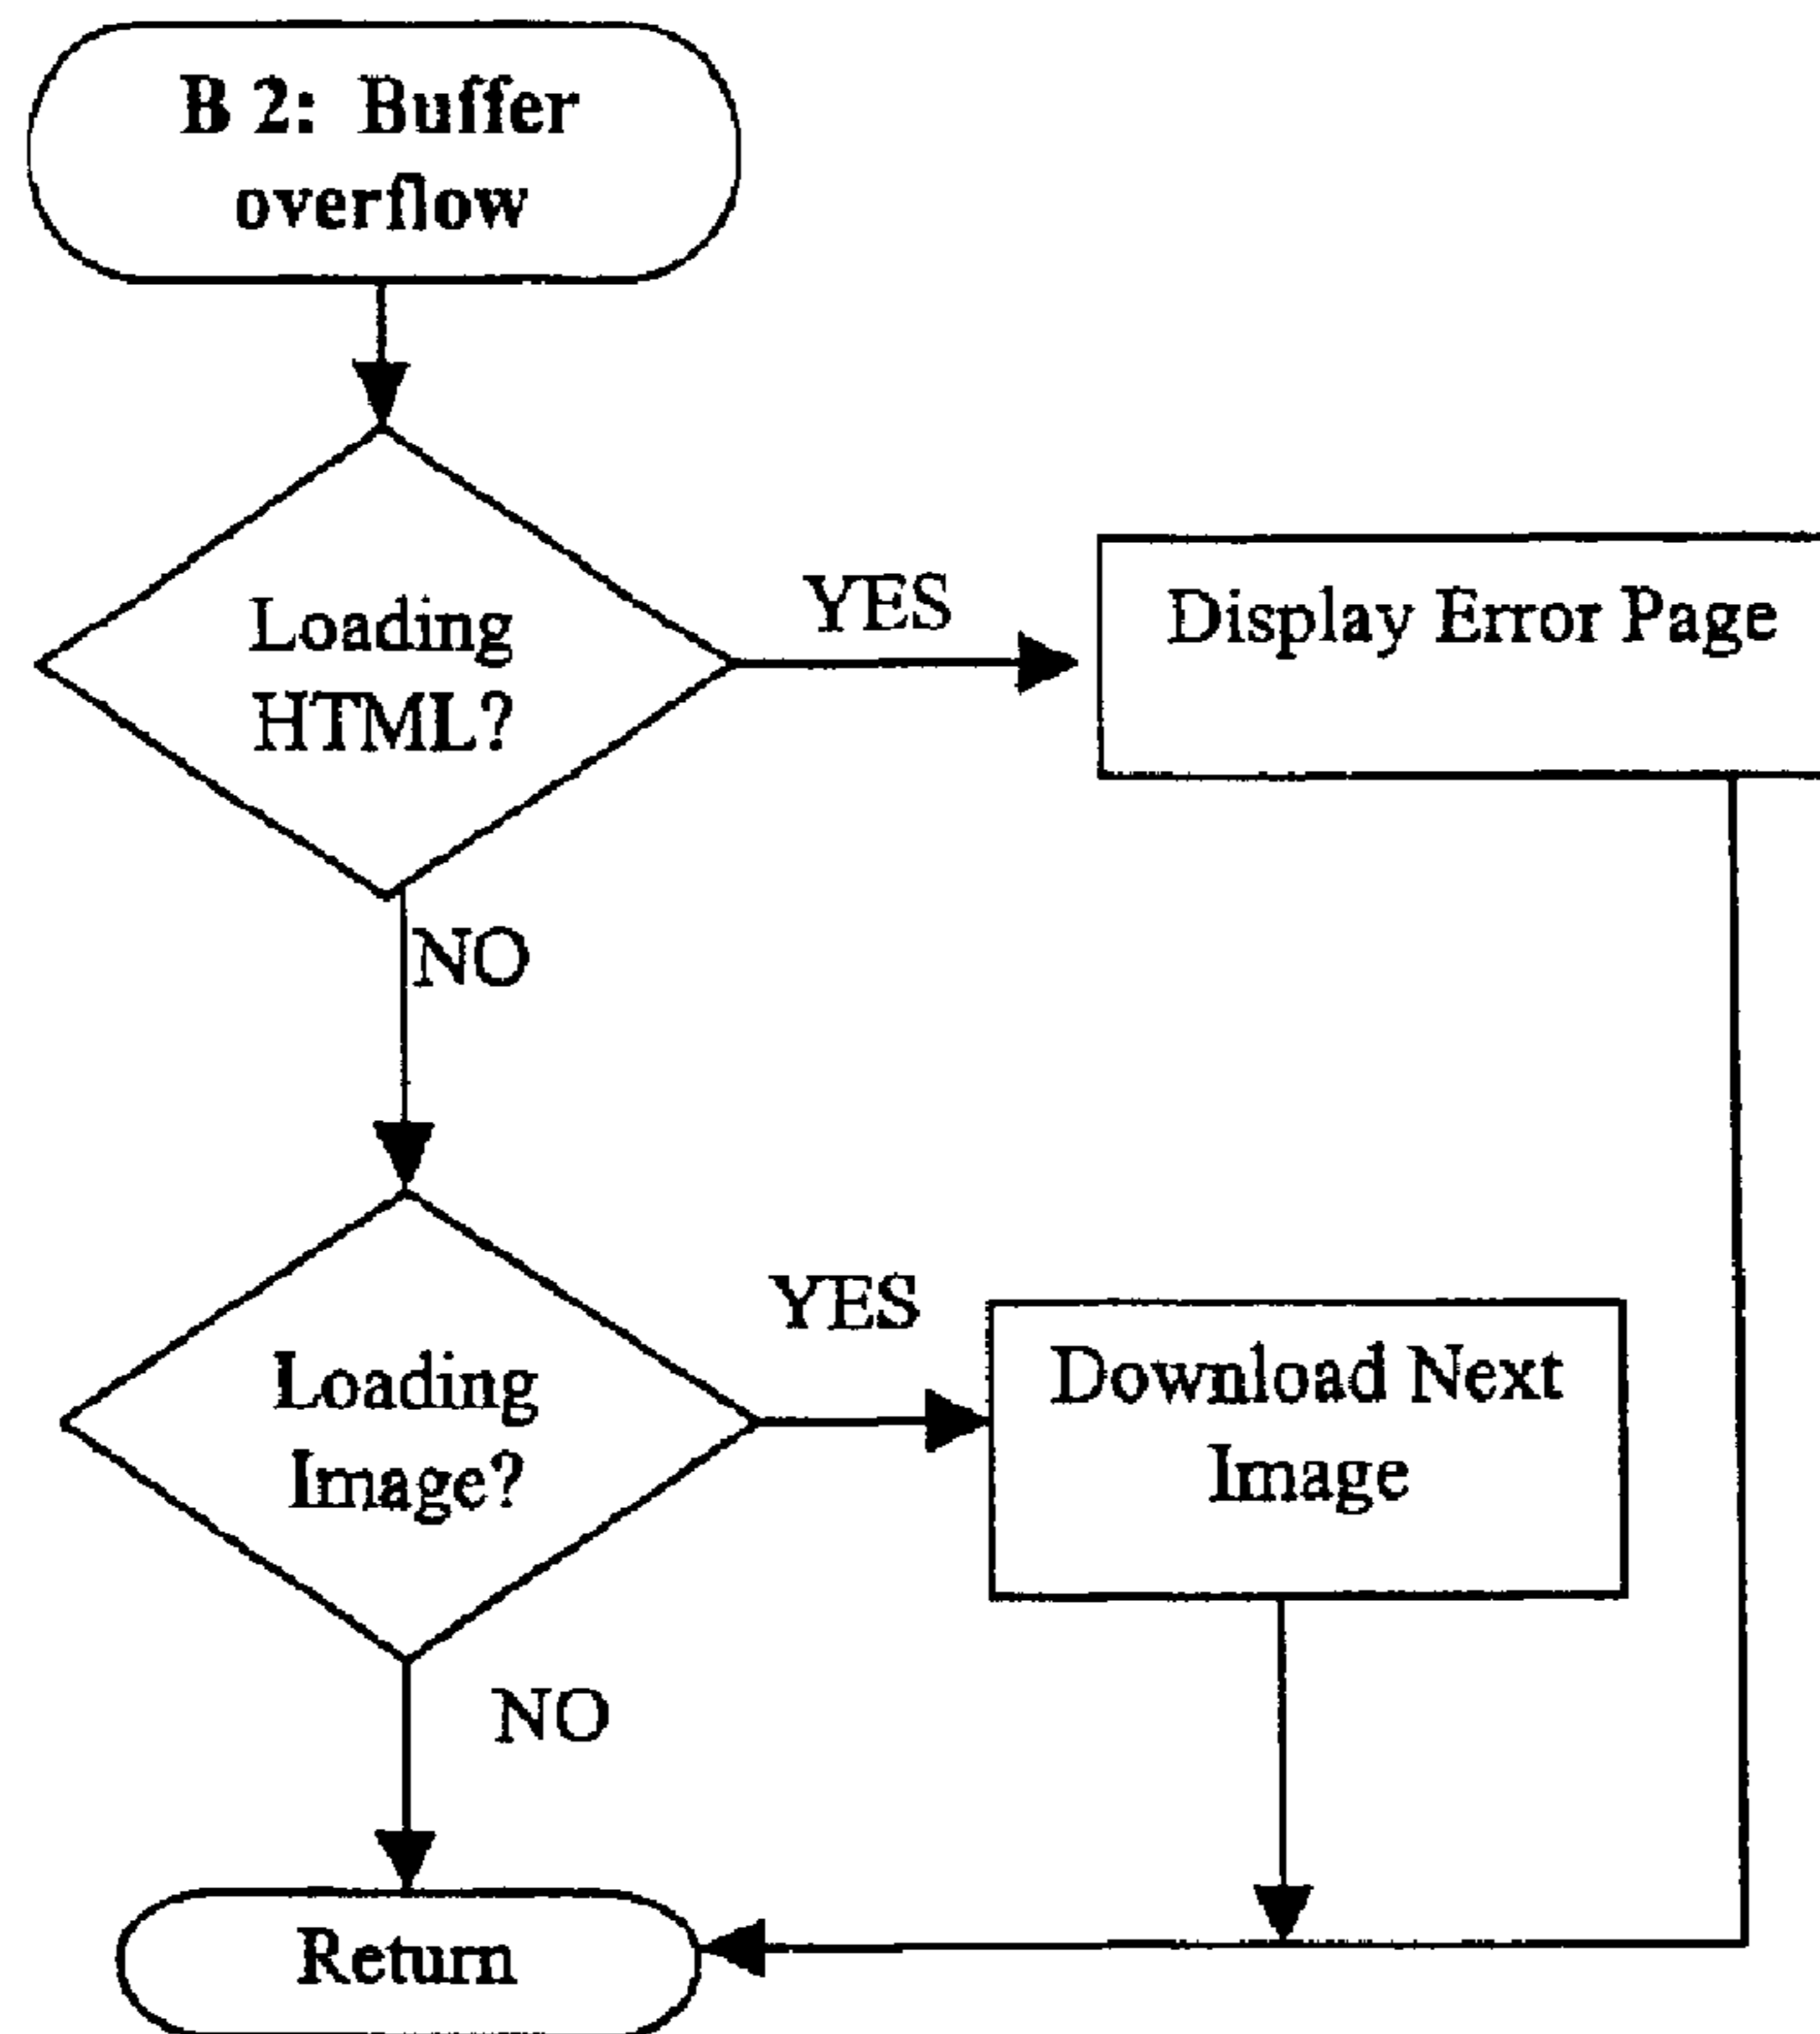 B 2: Buffer
overflow
Loading
HTML?
YES
Display Error Page
NO
Loading
Image?
YES
Download Next
Image
NO
Return